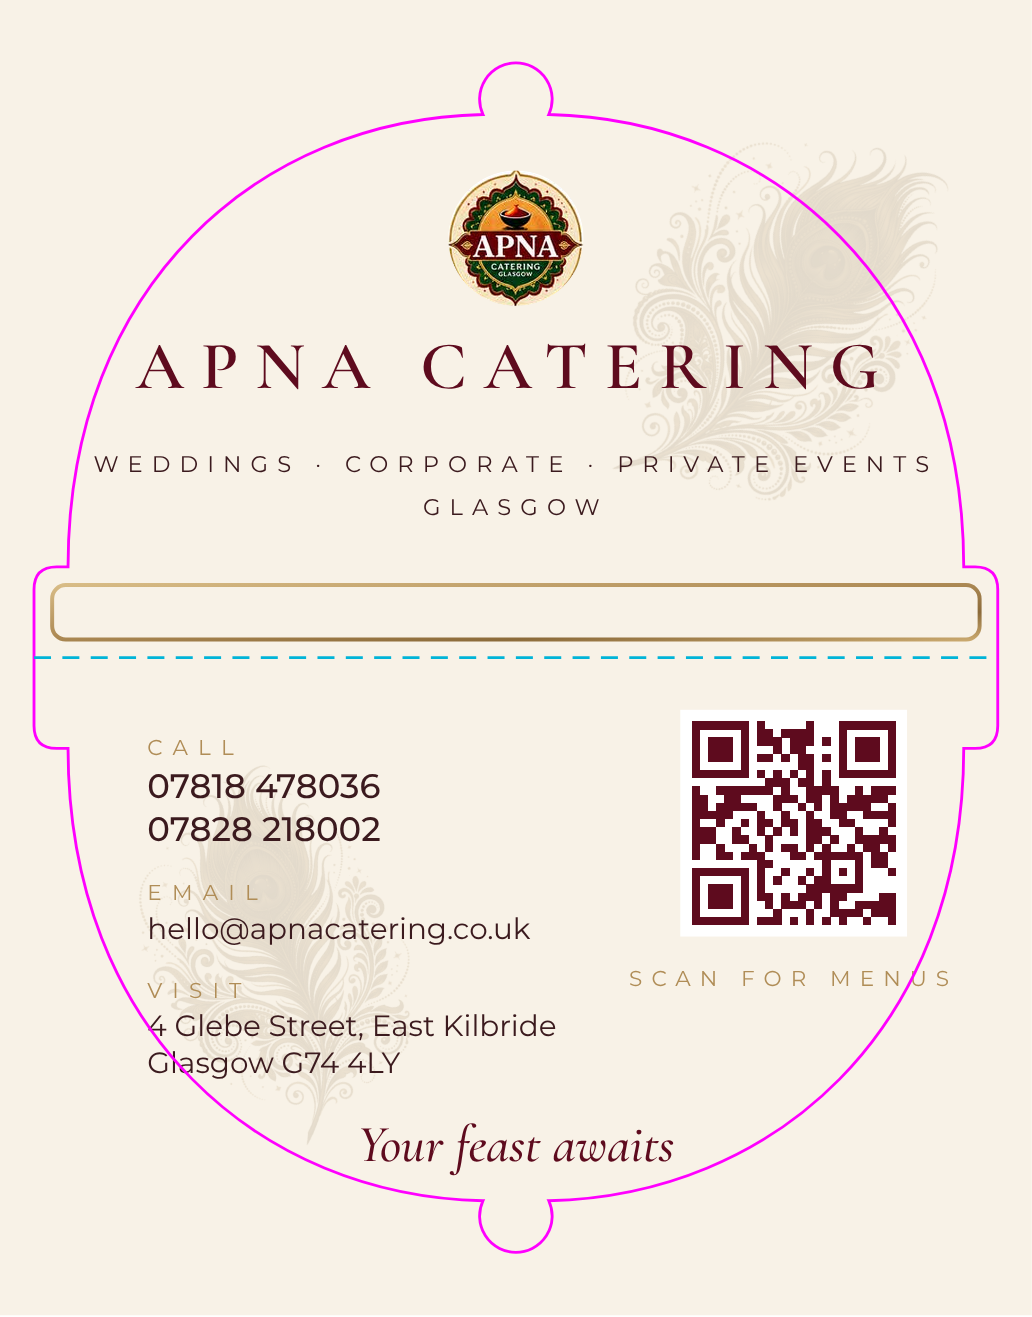 APNA
CATERING
GLASGOW
APNA CATERING
WEDDINGS · CORPORATE · PRIVATE EVENTS
GLASGOW
CALL
07818 478036
07828 218002
EMAIL
hello@apnacatering.co.uk
VISIT
4 Glebe Street, East Kilbride
Glasgow G74 4LY
SCAN FOR MENUS
Your feast awaits